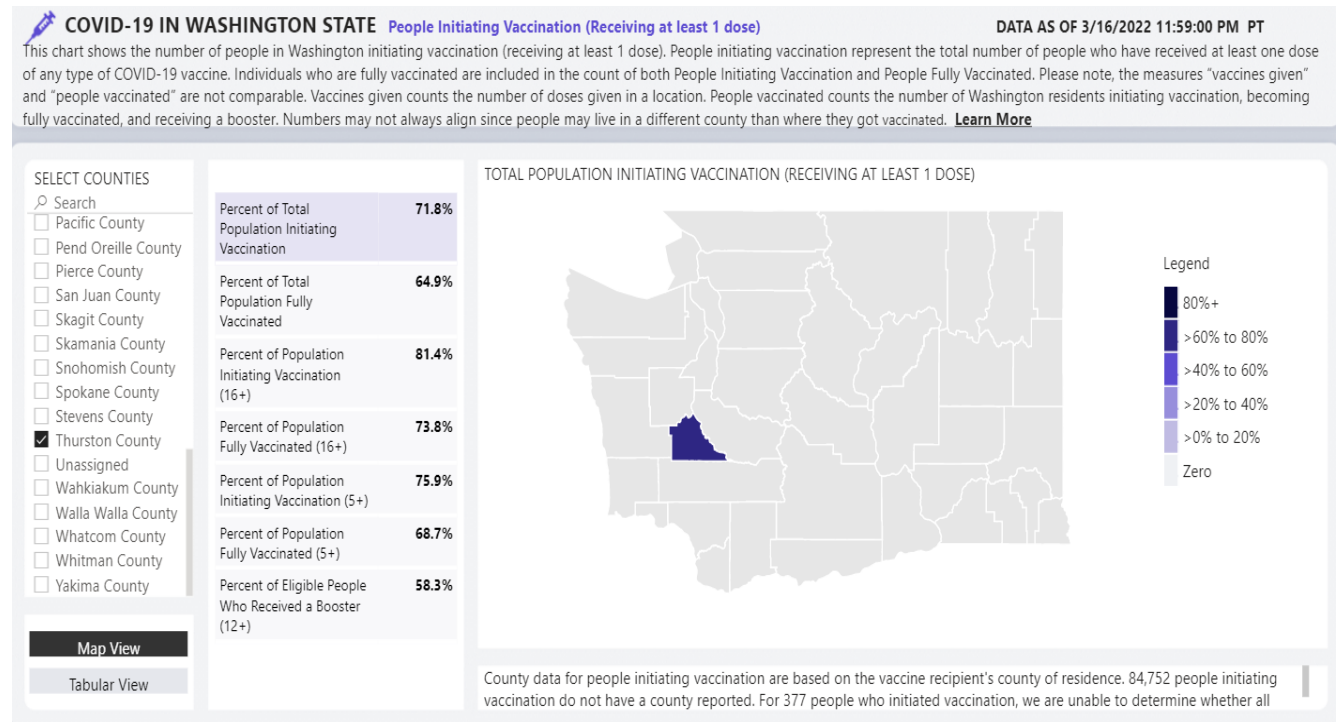 COVID-19 IN WASHINGTON STATE People Initiating Vaccination (Receiving at least 1 dose) DATA AS OF 3/16/2022 11:59:00 PM PT
This chart shows the number of people in Washington initiating vaccination (receiving at least 1 dose). People initiating vaccination represent the total number of people who have received at least one dose
of any type of COVID-19 vaccine. Individuals who are fully vaccinated are included in the count of both People Initiating Vaccination and People Fully Vaccinated. Please note, the measures "vaccines given"
and "people vaccinated" are not comparable. Vaccines given counts the number of doses given in a location. People vaccinated counts the number of Washington residents initiating vaccination, becoming
fully vaccinated, and receiving a booster. Numbers may not always align since people may live in a different county than where they got vaccinated. Learn More
SELECT COUNTIES
Search
Pacific County
Pend Oreille County
Pierce County
San Juan County
Skagit County
Skamania County
Snohomish County
Spokane County
Stevens County
Thurston County
Unassigned
Wahkiakum County
Walla Walla County
Whatcom County
Whitman County
Yakima County
Map View
Tabular View
Percent of Total 71.8%
Population Initiating
Vaccination
Percent of Total 64.9%
Population Fully
Vaccinated
Percent of Population 81.4%
Initiating Vaccination
(16+)
Percent of Population 73.8%
Fully Vaccinated (16+)
Percent of Population 75.9%
Initiating Vaccination (5+)
Percent of Population 68.7%
Fully Vaccinated (5+)
Percent of Eligible People 58.3%
Who Received a Booster
(12+)
TOTAL POPULATION INITIATING VACCINATION (RECEIVING AT LEAST 1 DOSE)
Legend
80%+
>60% to 80%
>40% to 60%
>20% to 40%
>0% to 20%
Zero
County data for people initiating vaccination are based on the vaccine recipient's county of residence. 84,752 people initiating
vaccination do not have a county reported. For 377 people who initiated vaccination, we are unable to determine whether all